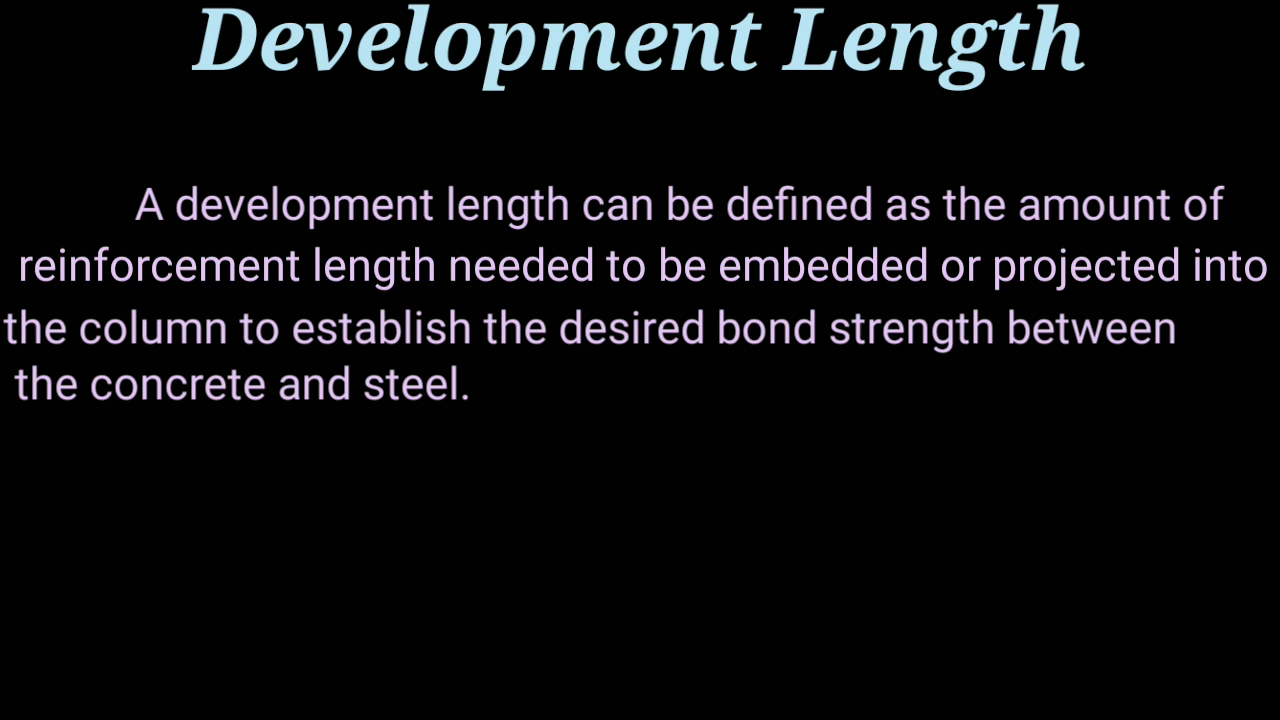 Development Length
A development length can be defined as the amount of
reinforcement length needed to be embedded or projected into
the column to establish the desired bond strength between
the concrete and steel.